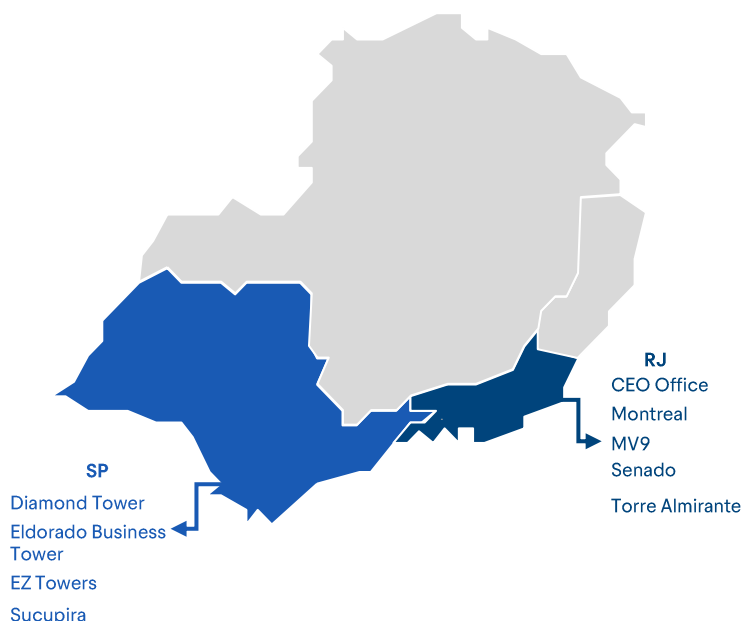 RJ
CEO Office
Montreal
MV9
Senado
Torre Almirante
SP
Diamond Tower
Eldorado Business
Tower
EZ Towers
Sucupira